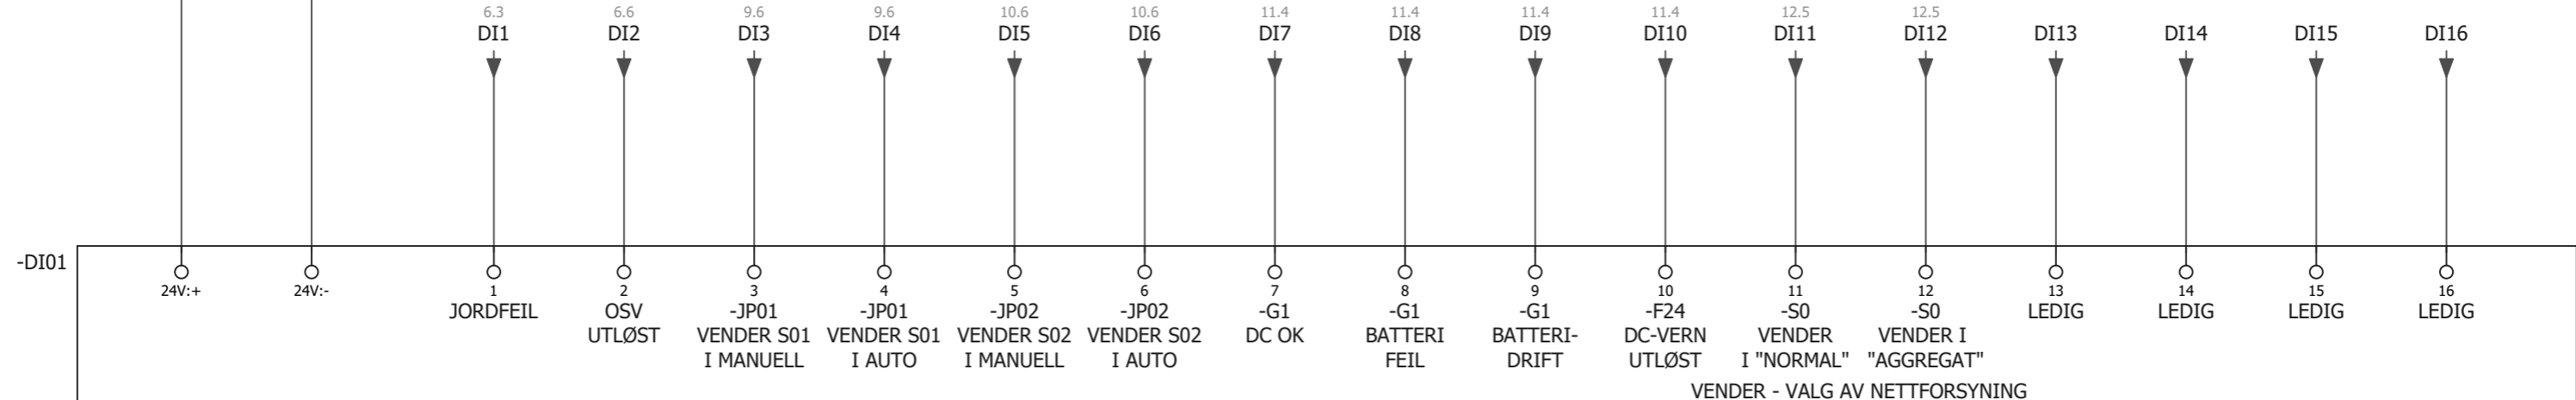 6.3 6.6 9.6 9.6 10.6 10.6 11.4 11.4 11.4 11.4 12.5 12.5
DI1 DI2 DI3 DI4 DI5 DI6 DI7 DI8 DI9 DI10 DI11 DI12 DI13 DI14 DI15 DI16
-DI01
24V:+ 24V:- 1 2 3 4 5 6 7 8 9 10 11 12 13 14 15 16
JORDFEIL OSV -JP01 -JP01 -JP02 -JP02 -G1 -G1 -G1 -F24 -S0 -S0 LEDIG LEDIG LEDIG LEDIG
UTLØST VENDER S01 VENDER S01 VENDER S02 VENDER S02 DC OK BATTERI BATTERI- DC-VERN VENDER VENDER I
I MANUELL I AUTO I MANUELL I AUTO FEIL DRIFT UTLØST I "NORMAL" "AGGREGAT"
VENDER - VALG AV NETTFORSYNING